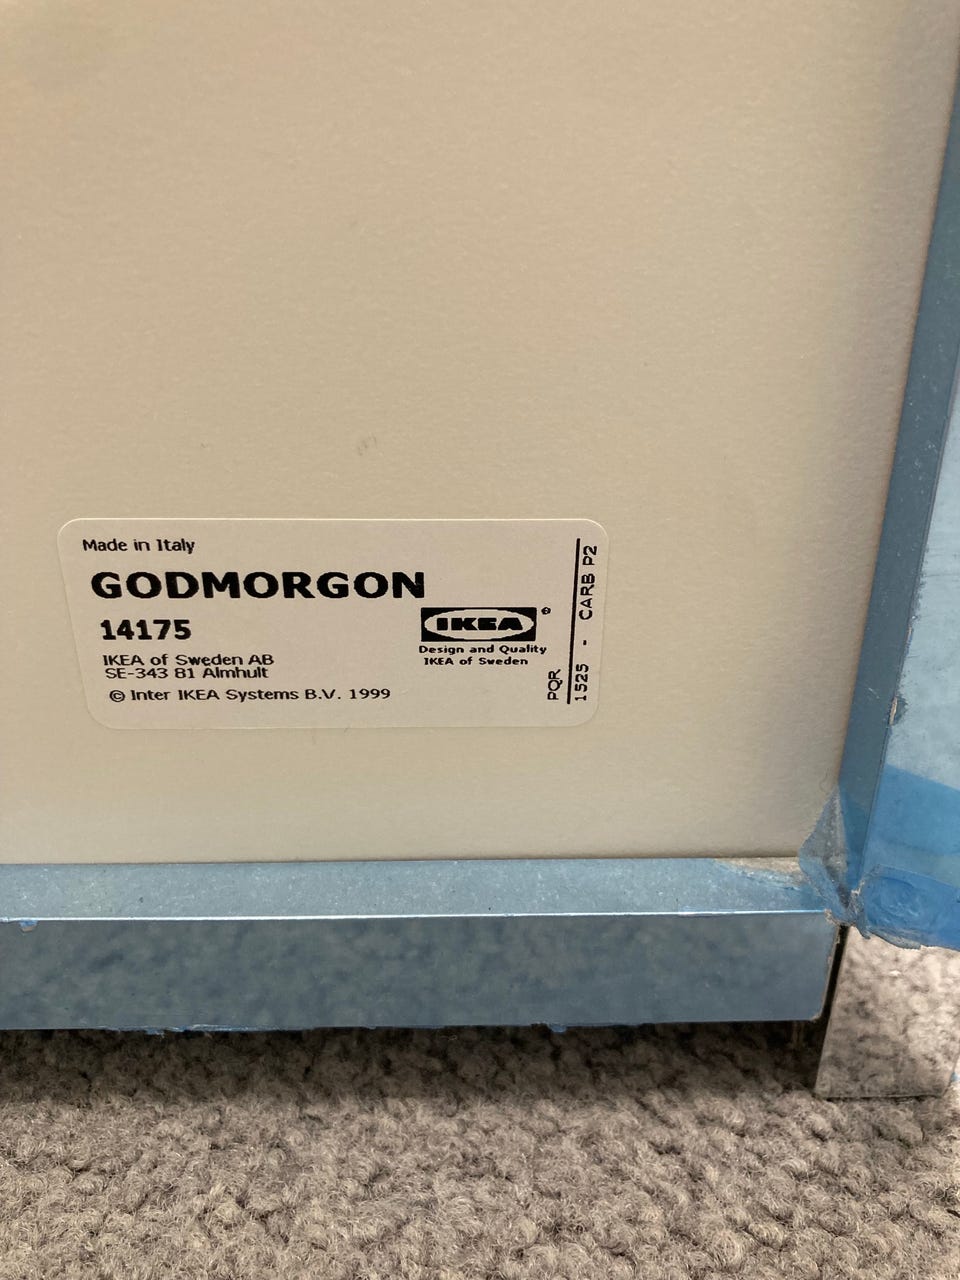 Made in Italy
GODMORGON
14175
IKEA of Sweden AB
SE-343 81 Älmhult
© Inter IKEA Systems B.V. 1999
IKEA®
Design and Quality
IKEA of Sweden
PQR
1525 - CARB P2